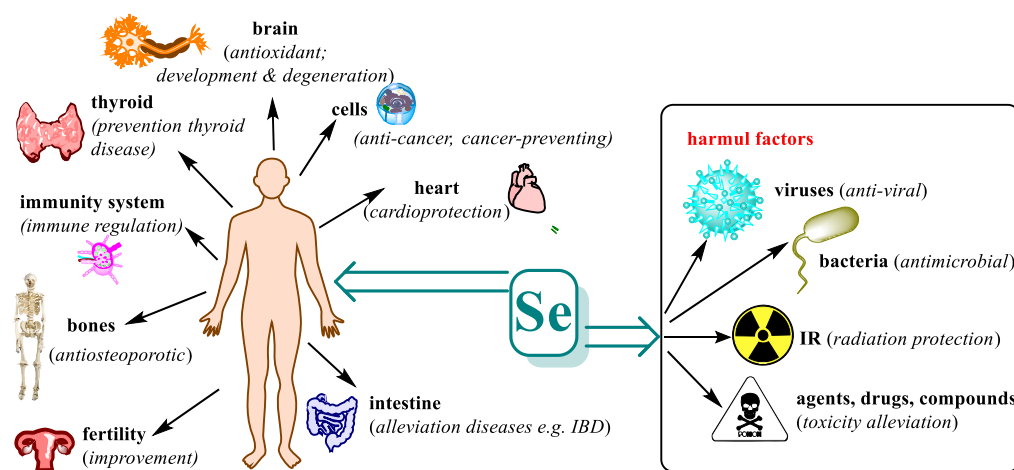 brain
(antioxidant;
development & degeneration)
thyroid
(prevention thyroid
disease)
cells
(anti-cancer, cancer-preventing)
immunity system
(immune regulation)
heart
(cardioprotection)
bones
(antiosteoporotic)
fertility
(improvement)
intestine
(alleviation diseases e.g. IBD)
Se
harmul factors
viruses (anti-viral)
bacteria (antimicrobial)
IR (radiation protection)
agents, drugs, compounds
(toxicity alleviation)